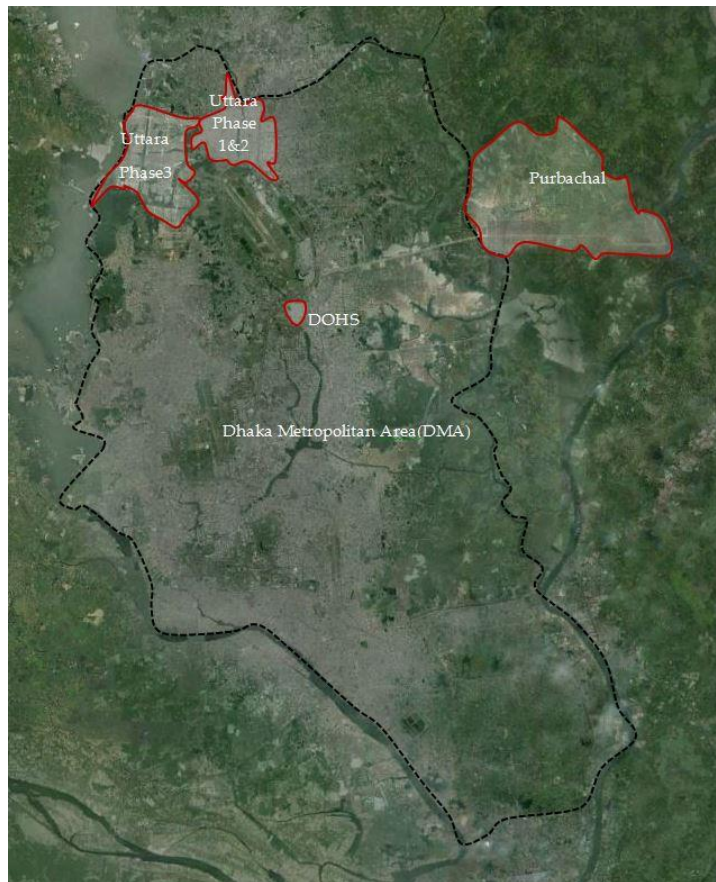 Uttara
Phase
1&2
Uttara
Phase3
Purbachal
DOHS
Dhaka Metropolitan Area(DMA)